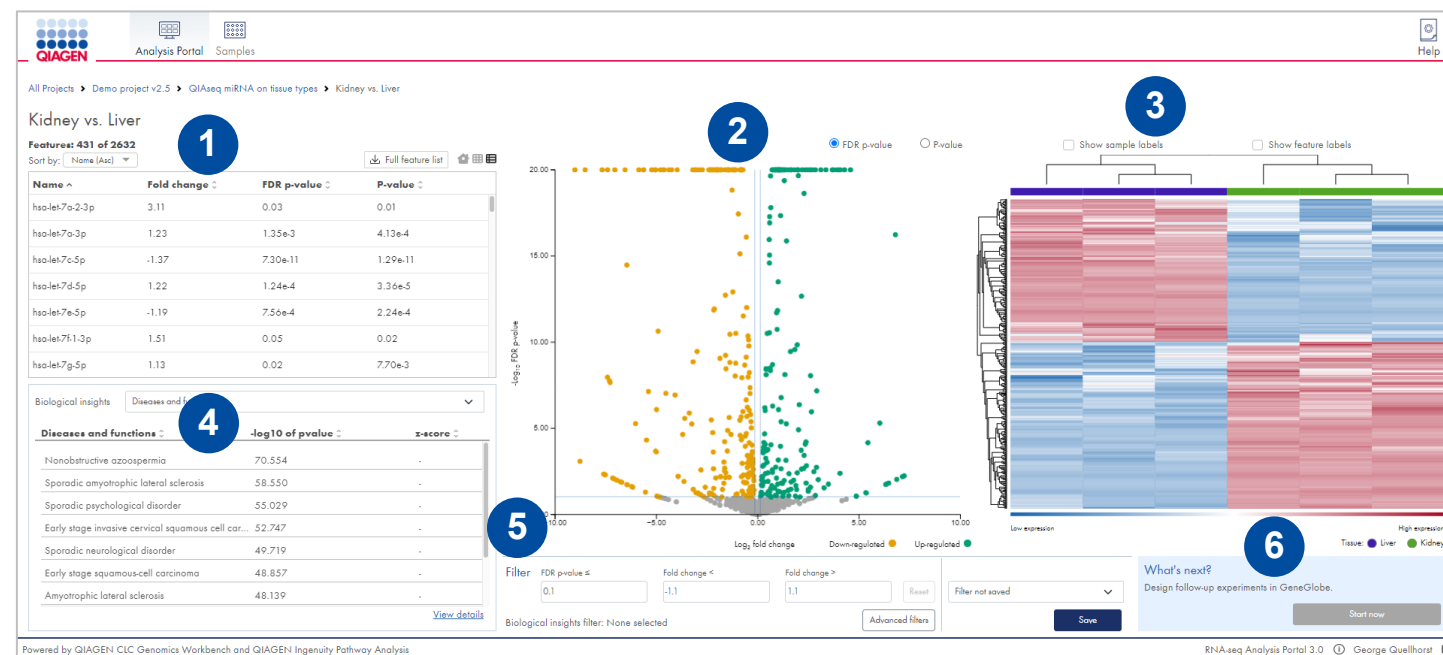 QIAGEN
Analysis Portal
Samples
Help
All Projects > Demo project v2.5 > QIAseq miRNA on tissue types > Kidney vs. Liver
Kidney vs. Liver
1
Features: 431 of 2632
Sort by: Name (Asc)
Full feature list
Name Fold change FDR p-value P-value
hsa-let-7a-2-3p 3.11 0.03 0.01
hsa-let-7a-3p 1.23 1.35e-3 4.13e-4
hsa-let-7c-5p -1.37 7.30e-11 1.29e-11
hsa-let-7d-5p 1.22 1.24e-4 3.36e-5
hsa-let-7e-5p -1.19 7.56e-4 2.24e-4
hsa-let-7f-1-3p 1.51 0.05 0.02
hsa-let-7g-5p 1.13 0.02 7.70e-3
2
FDR p-value P-value
20.00
15.00
10.00
5.00
-Log10 FDR p-value
10.00 -5.00 0.00 5.00 10.00
Log2 fold change Down-regulated Up-regulated
3
Show sample labels Show feature labels
Low expression High expression
Tissue: Liver Kidney
4
Biological insights Diseases and
Diseases and functions -log10 of pvalue z-score
Nonobstructive azoospermia 70.554 -
Sporadic amyotrophic lateral sclerosis 58.550 -
Sporadic psychological disorder 55.029 -
Early stage invasive cervical squamous cell car... 52.747 -
Sporadic neurological disorder 49.719 -
Early stage squamous-cell carcinoma 48.857 -
Amyotrophic lateral sclerosis 48.139 -
View details
5
Filter FDR p-value ≤ Fold change < Fold change >
0.1 -1.1 1.1 Reset
Filter not saved
Biological insights filter: None selected
Advanced filters
Save
6
What's next?
Design follow-up experiments in GeneGlobe.
Start now
Powered by QIAGEN CLC Genomics Workbench and QIAGEN Ingenuity Pathway Analysis
RNA-seq Analysis Portal 3.0 George Quellhorst